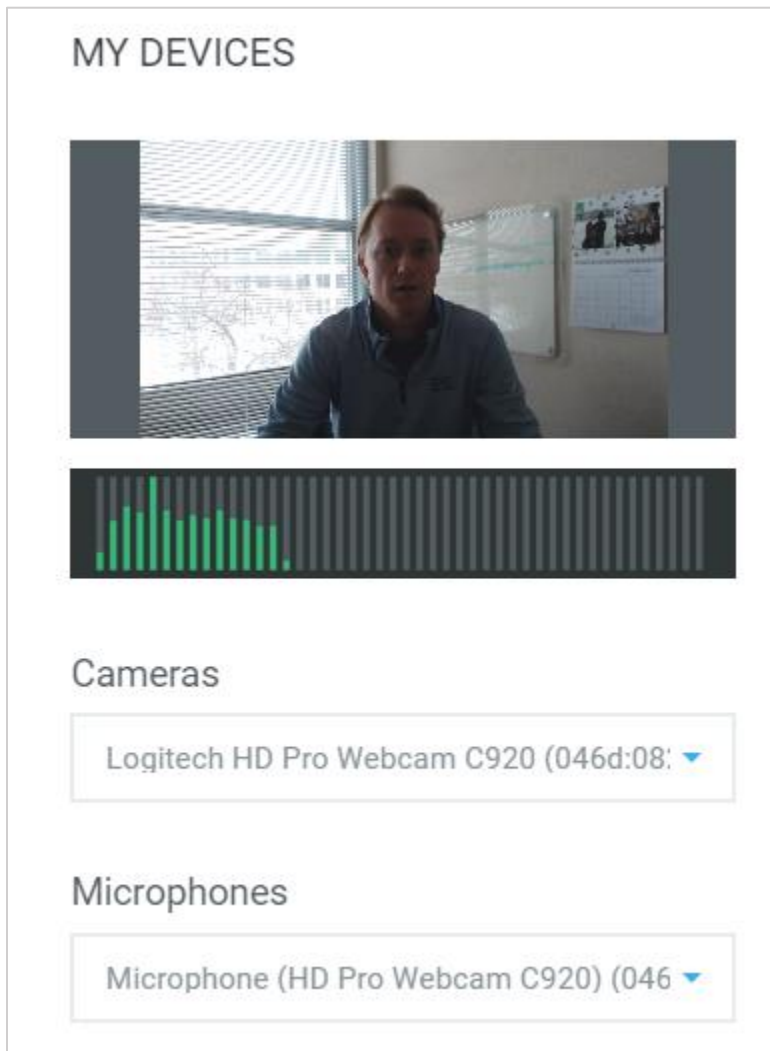 MY DEVICES
Cameras
Logitech HD Pro Webcam C920 (046d:08
Microphones
Microphone (HD Pro Webcam C920) (046